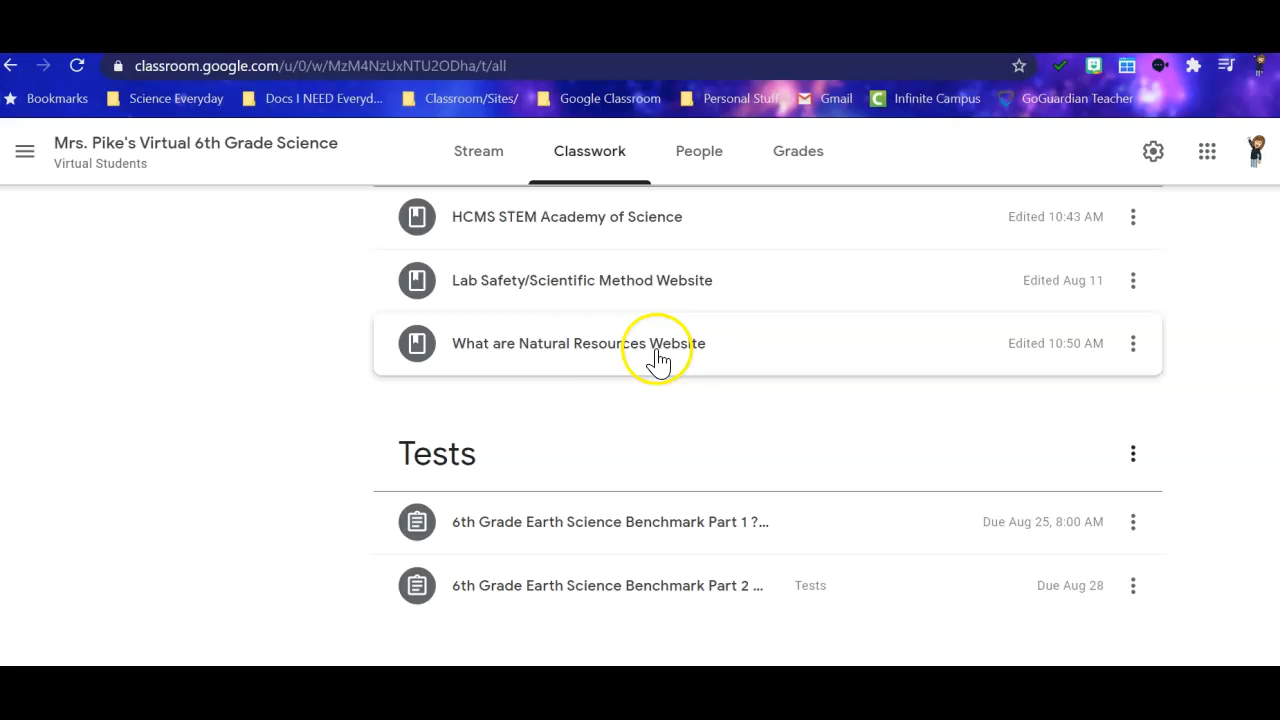 classroom.google.com/u/0/w/MzM4NzUxNTU2ODha/t/all
Bookmarks Science Everyday Docs I NEED Everyd... Classroom/Sites/ Google Classroom Personal Stuff Gmail Infinite Campus GoGuardian Teacher
Mrs. Pike's Virtual 6th Grade Science
Virtual Students
Stream Classwork People Grades
HCMS STEM Academy of Science Edited 10:43 AM
Lab Safety/Scientific Method Website Edited Aug 11
What are Natural Resources Website Edited 10:50 AM
Tests
6th Grade Earth Science Benchmark Part 1 ?... Due Aug 25, 8:00 AM
6th Grade Earth Science Benchmark Part 2 ... Tests Due Aug 28